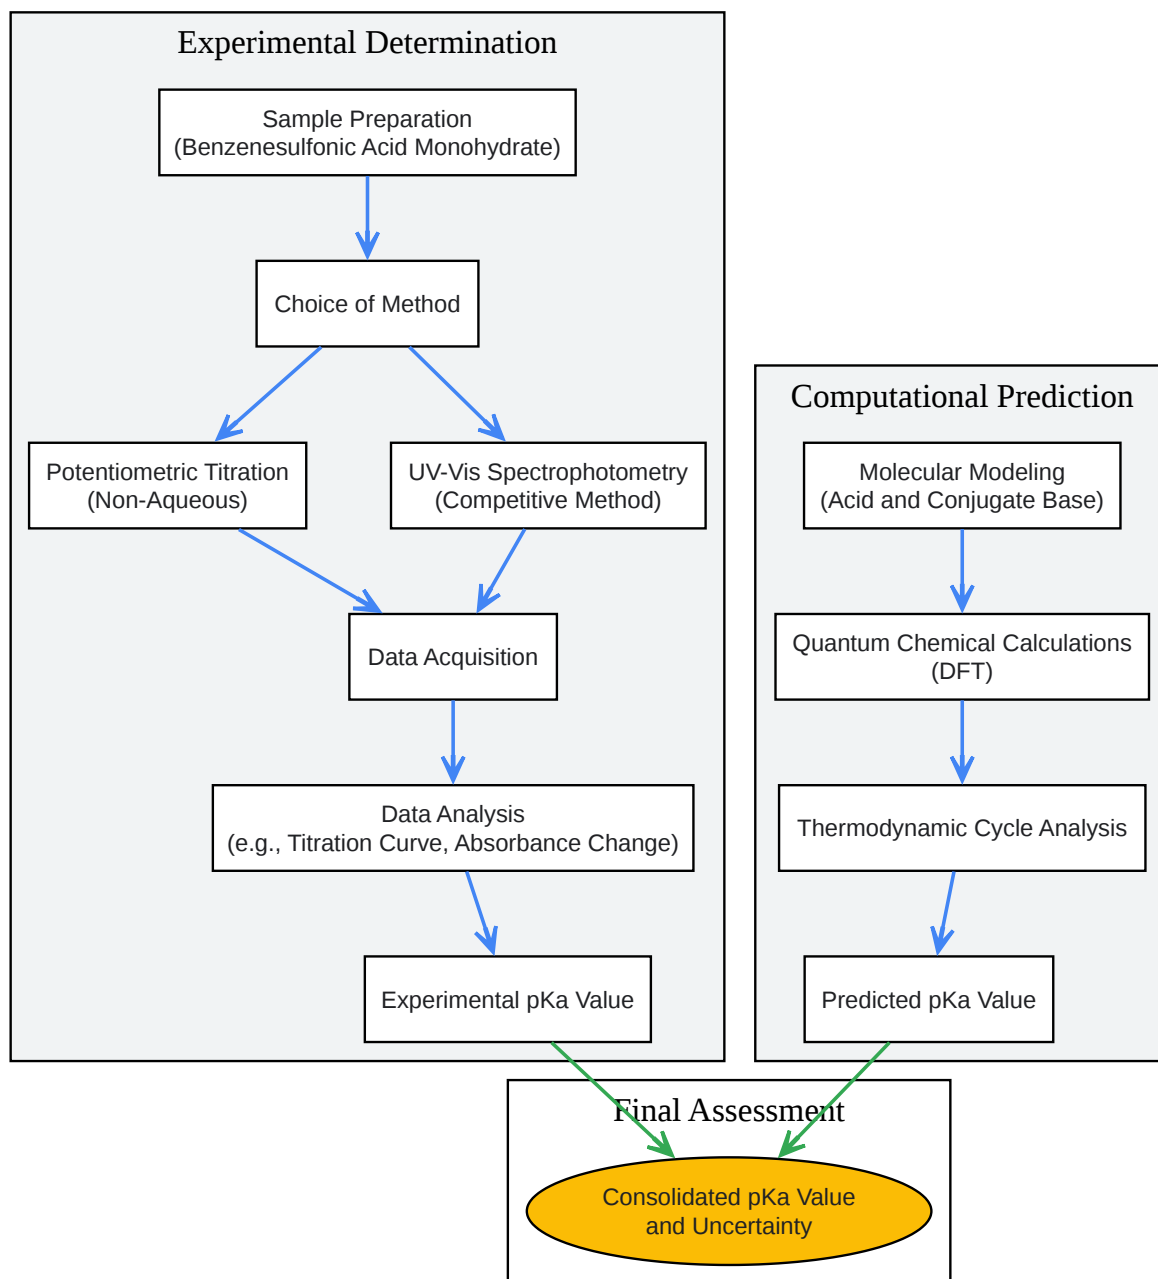 Experimental Determination
Sample Preparation
(Benzenesulfonic Acid Monohydrate)
Choice of Method
Potentiometric Titration
(Non-Aqueous)
UV-Vis Spectrophotometry
(Competitive Method)
Data Acquisition
Data Analysis
(e.g., Titration Curve, Absorbance Change)
Experimental pKa Value
Computational Prediction
Molecular Modeling
(Acid and Conjugate Base)
Quantum Chemical Calculations
(DFT)
Thermodynamic Cycle Analysis
Predicted pKa Value
Final Assessment
Consolidated pKa Value
and Uncertainty